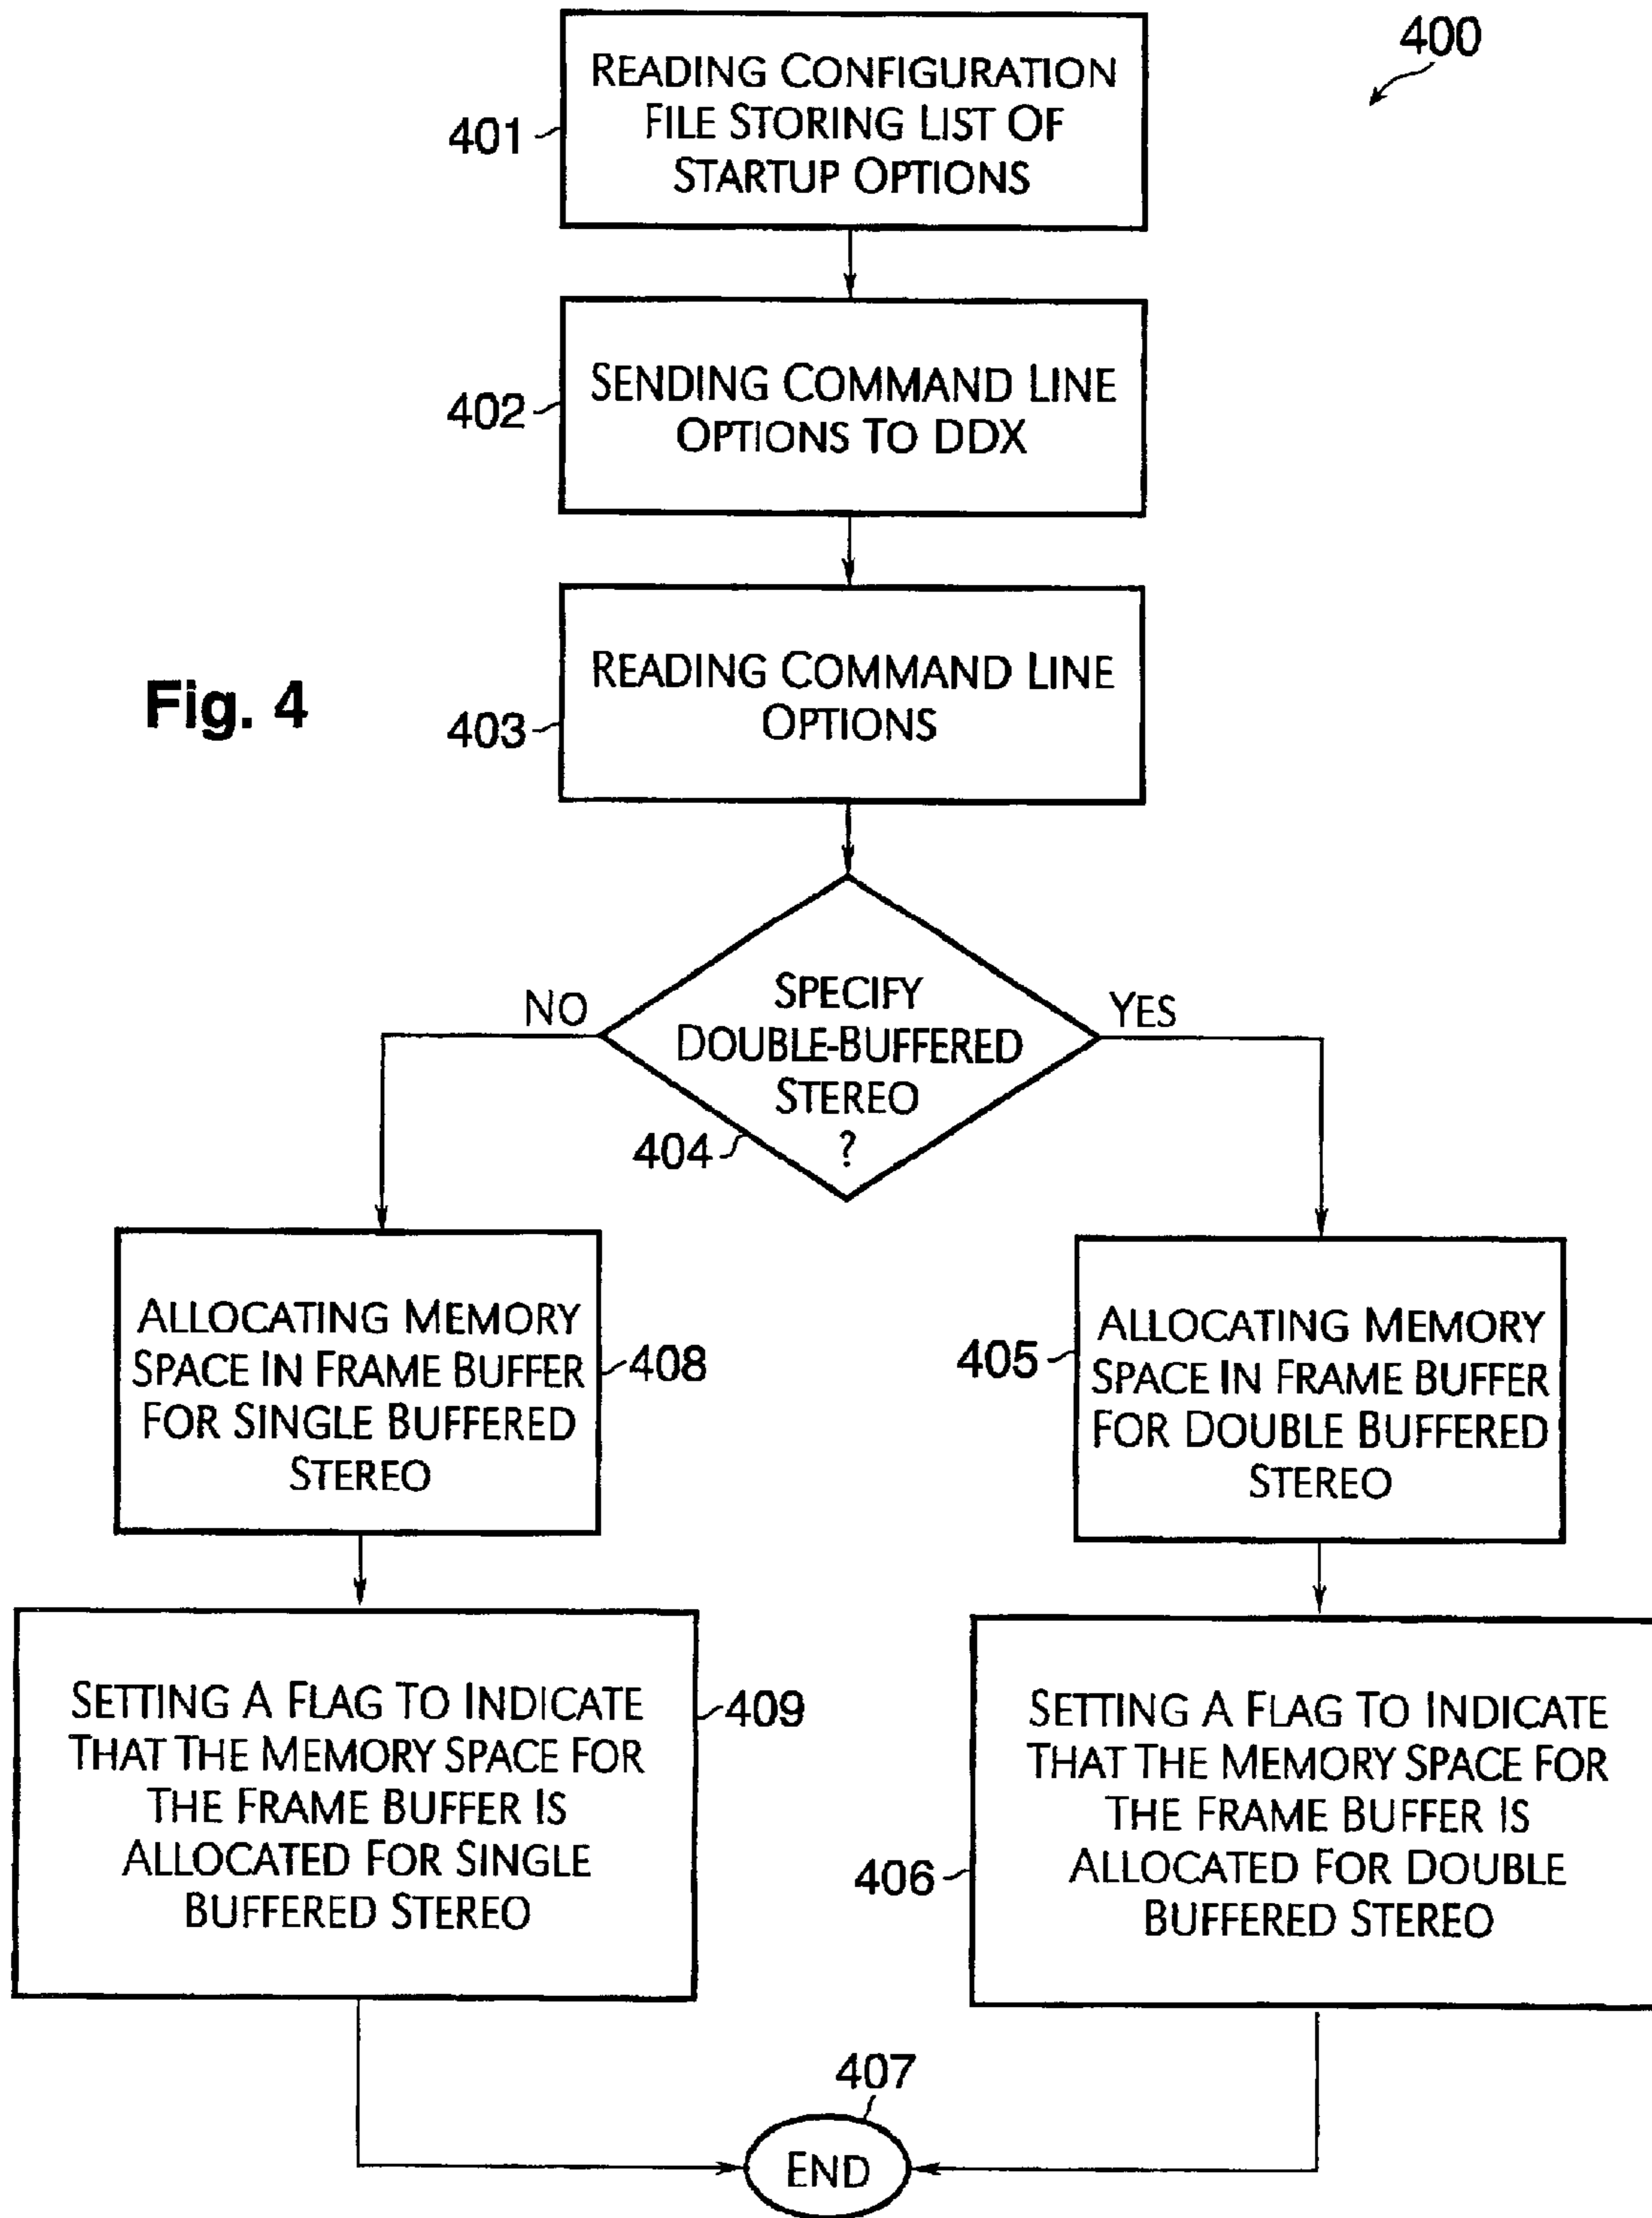 400
READING CONFIGURATION
FILE STORING LIST OF
STARTUP OPTIONS
401
SENDING COMMAND LINE
OPTIONS TO DDX
402
READING COMMAND LINE
OPTIONS
403
Fig. 4
SPECIFY
DOUBLE-BUFFERED
STEREO
?
404
NO
YES
ALLOCATING MEMORY
SPACE IN FRAME BUFFER
FOR SINGLE BUFFERED
STEREO
408
405
ALLOCATING MEMORY
SPACE IN FRAME BUFFER
FOR DOUBLE BUFFERED
STEREO
SETTING A FLAG TO INDICATE
THAT THE MEMORY SPACE FOR
THE FRAME BUFFER IS
ALLOCATED FOR SINGLE
BUFFERED STEREO
409
406
SETTING A FLAG TO INDICATE
THAT THE MEMORY SPACE FOR
THE FRAME BUFFER IS
ALLOCATED FOR DOUBLE
BUFFERED STEREO
407
END